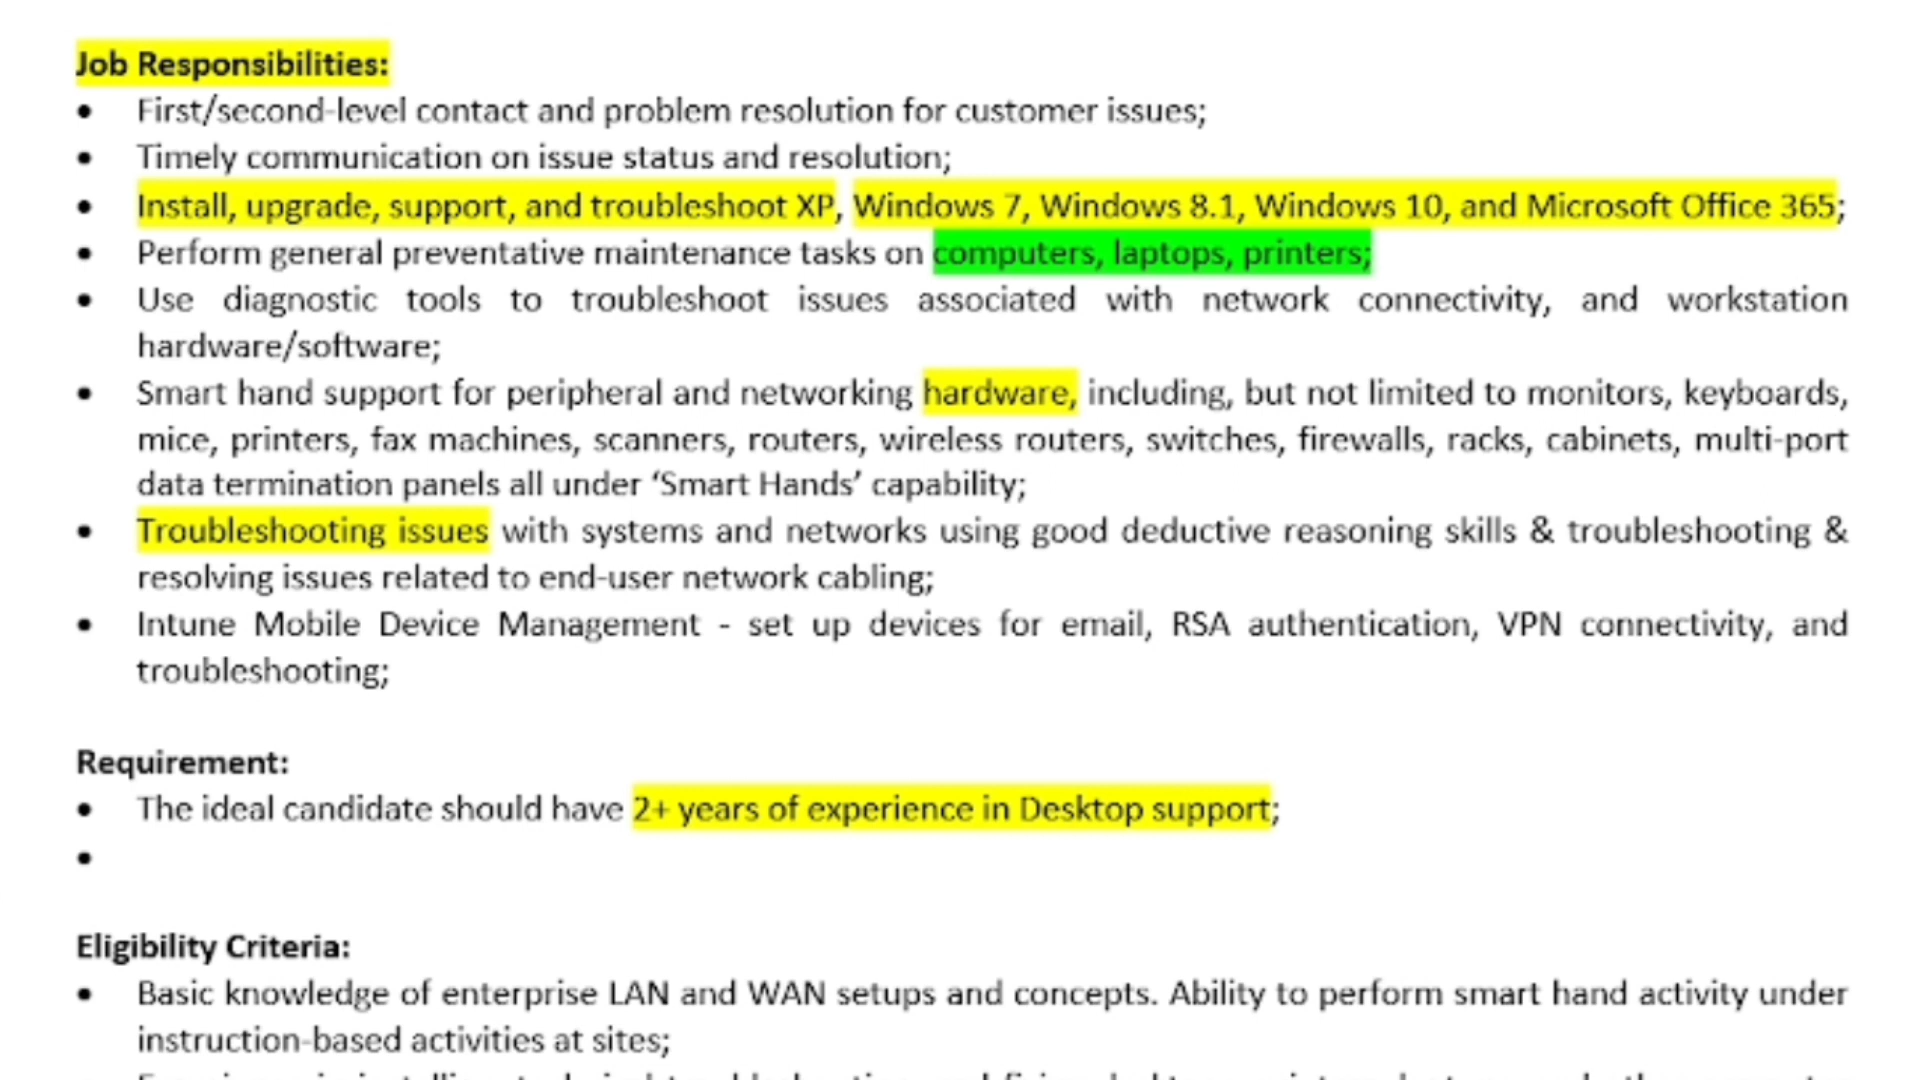 Job Responsibilities:
• First/second-level contact and problem resolution for customer issues;
• Timely communication on issue status and resolution;
• Install, upgrade, support, and troubleshoot XP, Windows 7, Windows 8.1, Windows 10, and Microsoft Office 365;
• Perform general preventative maintenance tasks on computers, laptops, printers;
• Use diagnostic tools to troubleshoot issues associated with network connectivity, and workstation
hardware/software;
• Smart hand support for peripheral and networking hardware, including, but not limited to monitors, keyboards,
mice, printers, fax machines, scanners, routers, wireless routers, switches, firewalls, racks, cabinets, multi-port
data termination panels all under ‘Smart Hands’ capability;
• Troubleshooting issues with systems and networks using good deductive reasoning skills & troubleshooting &
resolving issues related to end-user network cabling;
• Intune Mobile Device Management - set up devices for email, RSA authentication, VPN connectivity, and
troubleshooting;
Requirement:
• The ideal candidate should have 2+ years of experience in Desktop support;
•
Eligibility Criteria:
• Basic knowledge of enterprise LAN and WAN setups and concepts. Ability to perform smart hand activity under
instruction-based activities at sites;